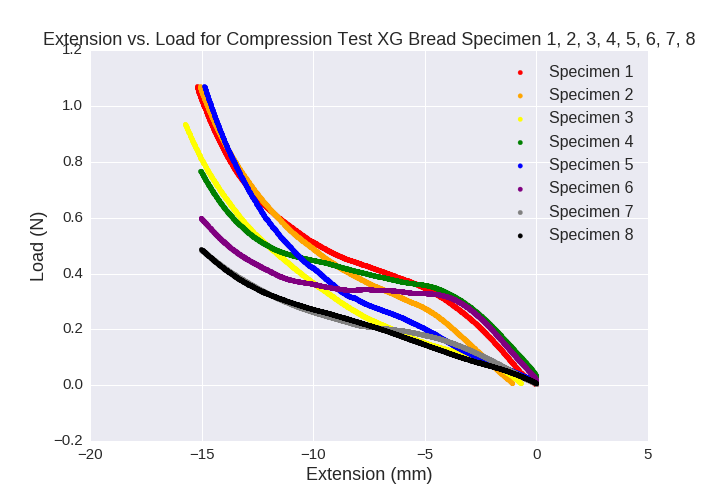 Extension vs. Load for Compression Test XG Bread Specimen 1, 2, 3, 4, 5, 6, 7, 8
1.2
1.0
0.8
0.6
0.4
0.2
0.0
−0.2
Load (N)
Specimen 1
Specimen 2
Specimen 3
Specimen 4
Specimen 5
Specimen 6
Specimen 7
Specimen 8
−20 −15 −10 −5 0 5
Extension (mm)